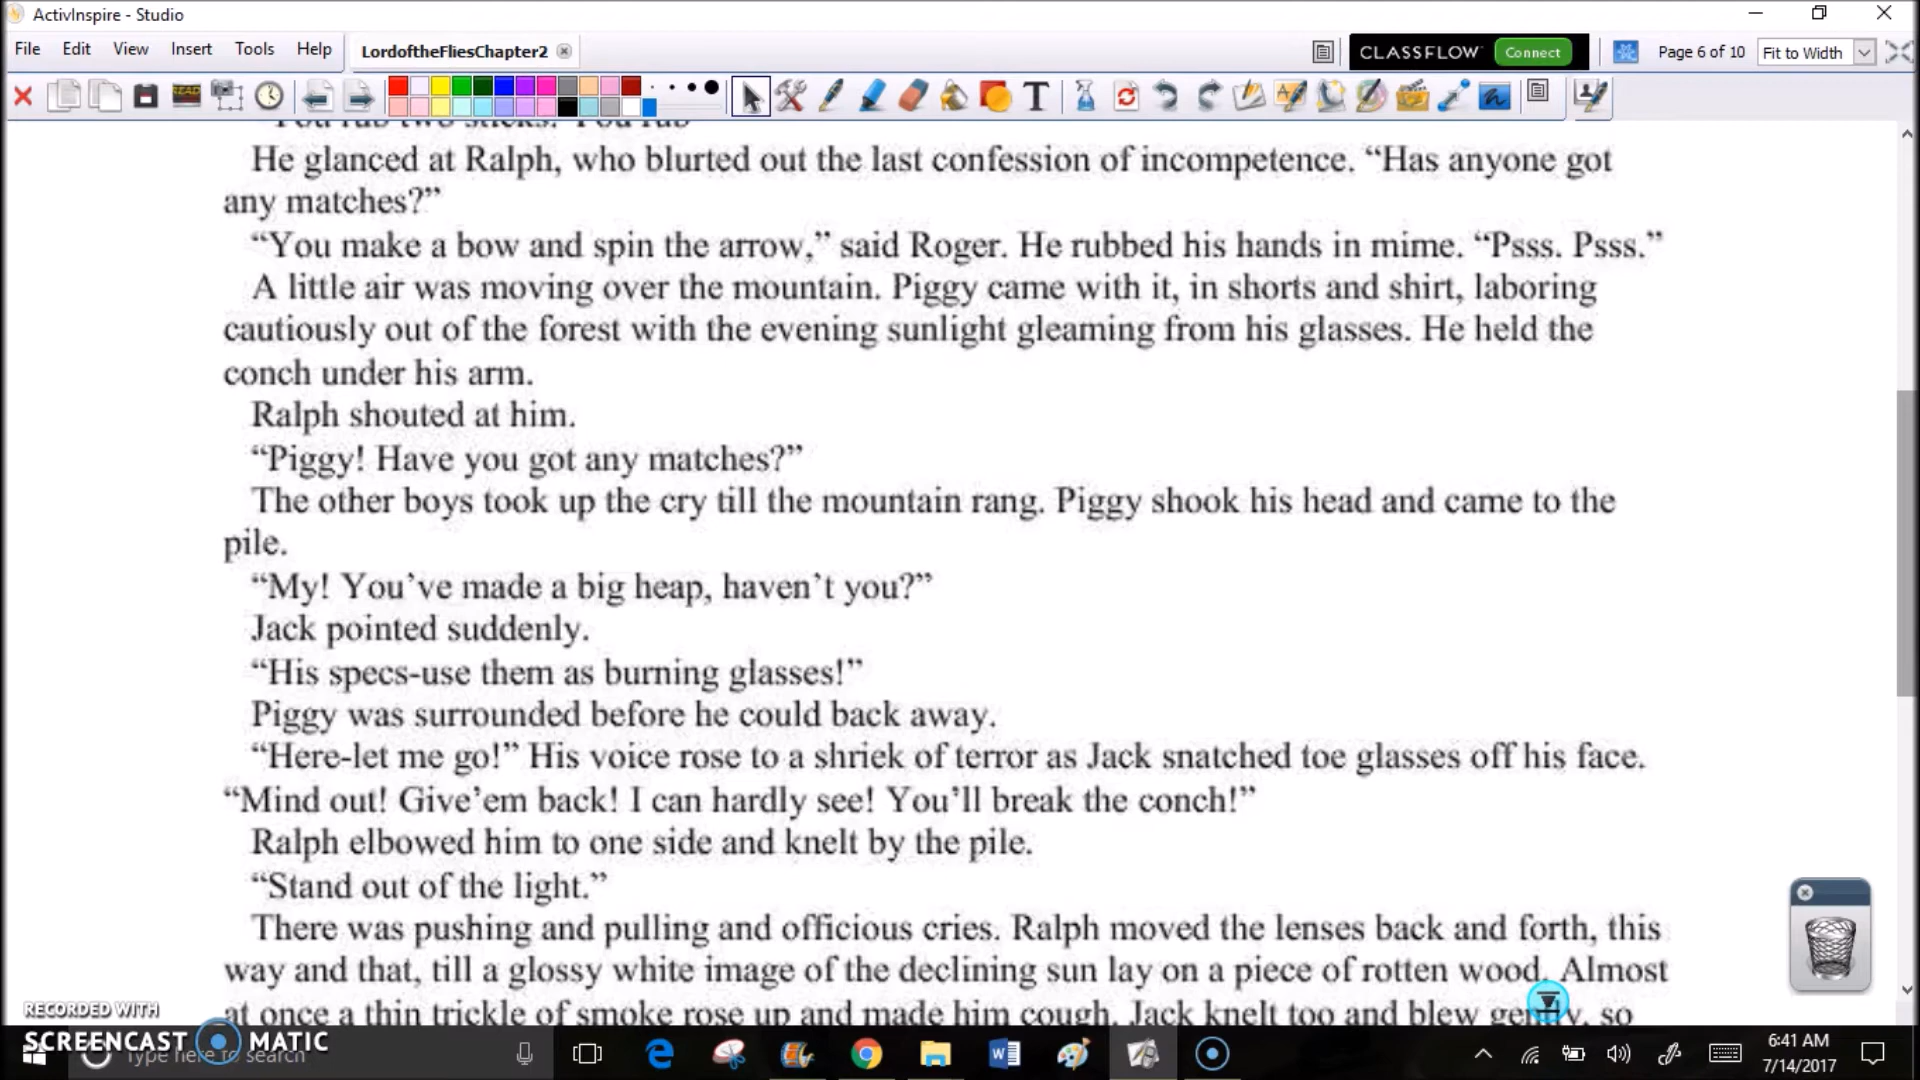 ActivInspire - Studio
File Edit View Insert Tools Help LordoftheFliesChapter2 CLASSFLOW Connect Page 6 of 10 Fit to Width
"You rub two sticks. You rub
He glanced at Ralph, who blurted out the last confession of incompetence. “Has anyone got
any matches?”
“You make a bow and spin the arrow,” said Roger. He rubbed his hands in mime. “Psss. Psss.”
A little air was moving over the mountain. Piggy came with it, in shorts and shirt, laboring
cautiously out of the forest with the evening sunlight gleaming from his glasses. He held the
conch under his arm.
Ralph shouted at him.
“Piggy! Have you got any matches?”
The other boys took up the cry till the mountain rang. Piggy shook his head and came to the
pile.
“My! You’ve made a big heap, haven’t you?”
Jack pointed suddenly.
“His specs-use them as burning glasses!”
Piggy was surrounded before he could back away.
“Here-let me go!” His voice rose to a shriek of terror as Jack snatched toe glasses off his face.
“Mind out! Give’em back! I can hardly see! You’ll break the conch!”
Ralph elbowed him to one side and knelt by the pile.
“Stand out of the light.”
There was pushing and pulling and officious cries. Ralph moved the lenses back and forth, this
way and that, till a glossy white image of the declining sun lay on a piece of rotten wood. Almost
at once a thin trickle of smoke rose up and made him cough. Jack knelt too and blew gently, so
RECORDED WITH
SCREENCAST MATIC
Type here to search
6:41 AM
7/14/2017